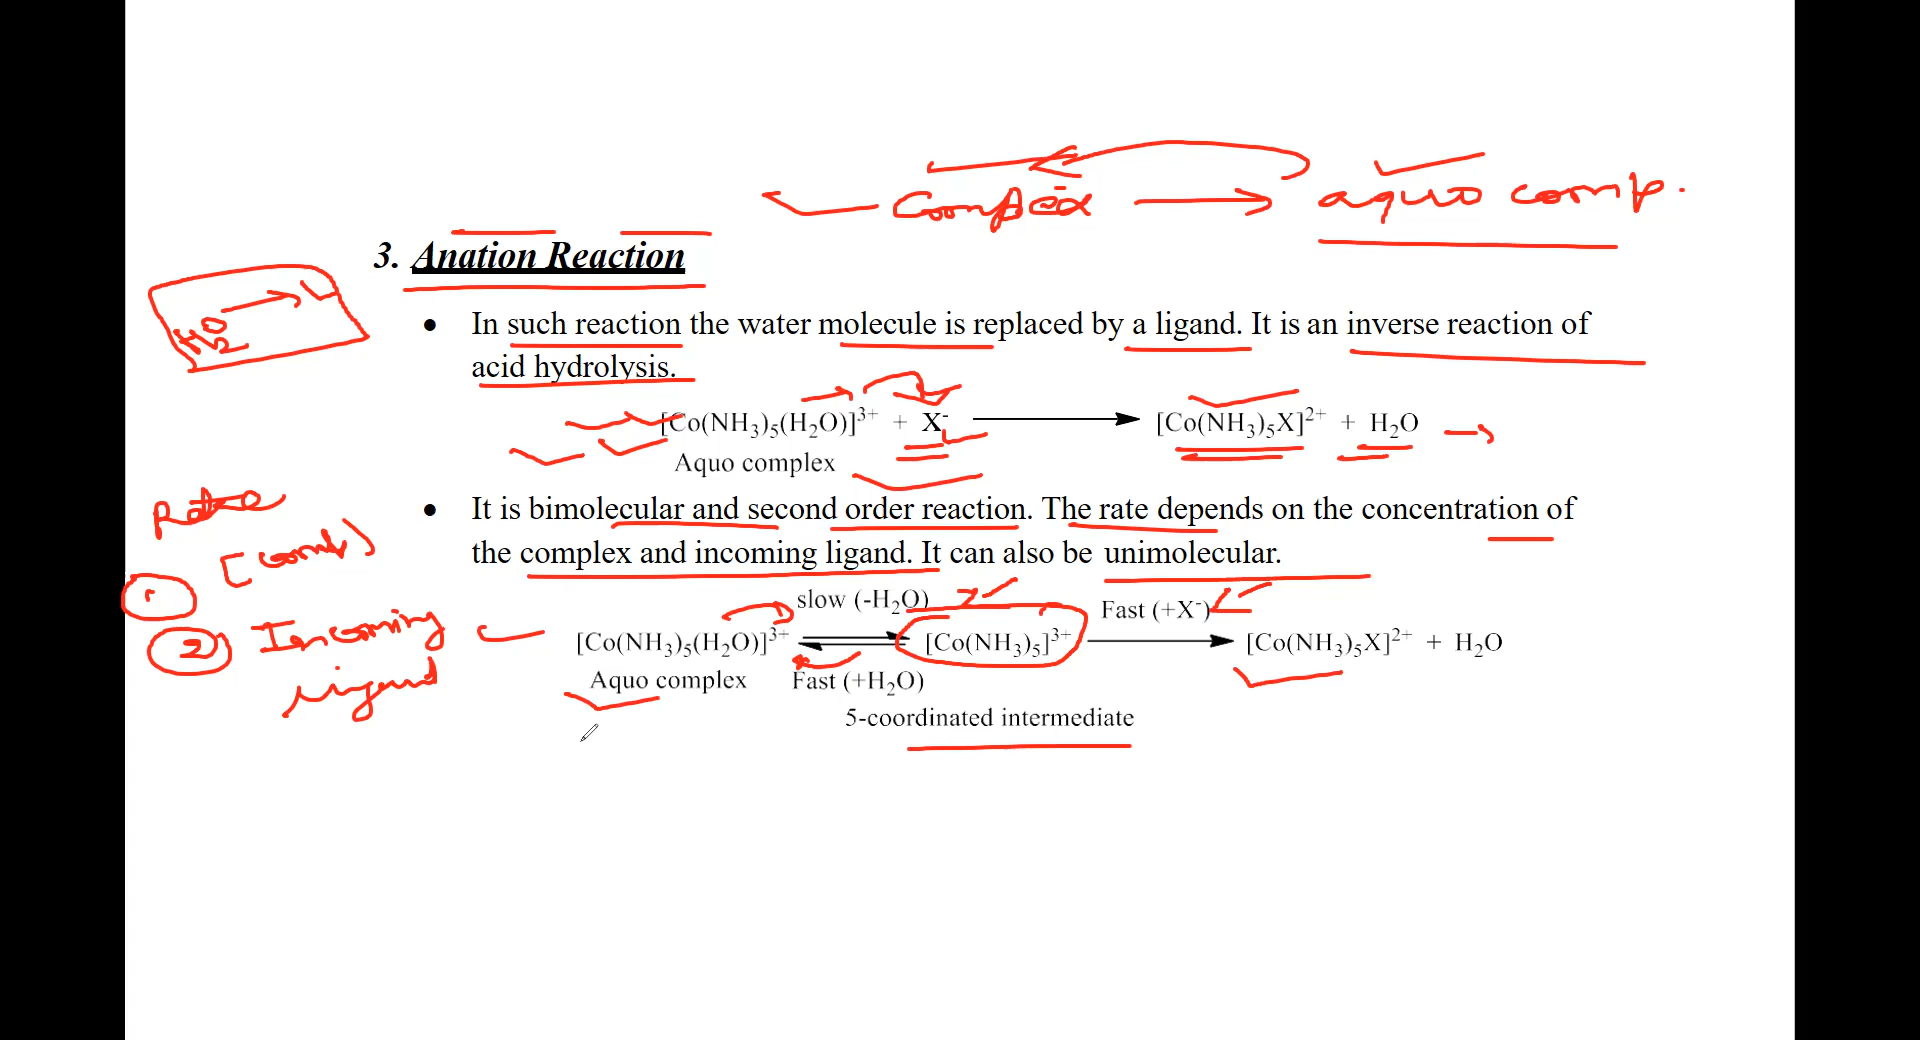 Complex → aquo comp.
3. Anation Reaction
H2O → L
• In such reaction the water molecule is replaced by a ligand. It is an inverse reaction of
acid hydrolysis.
[Co(NH₃)₅(H₂O)]³⁺ + X⁻ → [Co(NH₃)₅X]²⁺ + H₂O
Aquo complex
• It is bimolecular and second order reaction. The rate depends on the concentration of
the complex and incoming ligand. It can also be unimolecular.
Rate
[comp]
1
2 Incoming
ligand
slow (-H₂O) Fast (+X⁻)
[Co(NH₃)₅(H₂O)]³⁺ ⇌ [Co(NH₃)₅]³⁺ → [Co(NH₃)₅X]²⁺ + H₂O
Aquo complex Fast (+H₂O)
5-coordinated intermediate